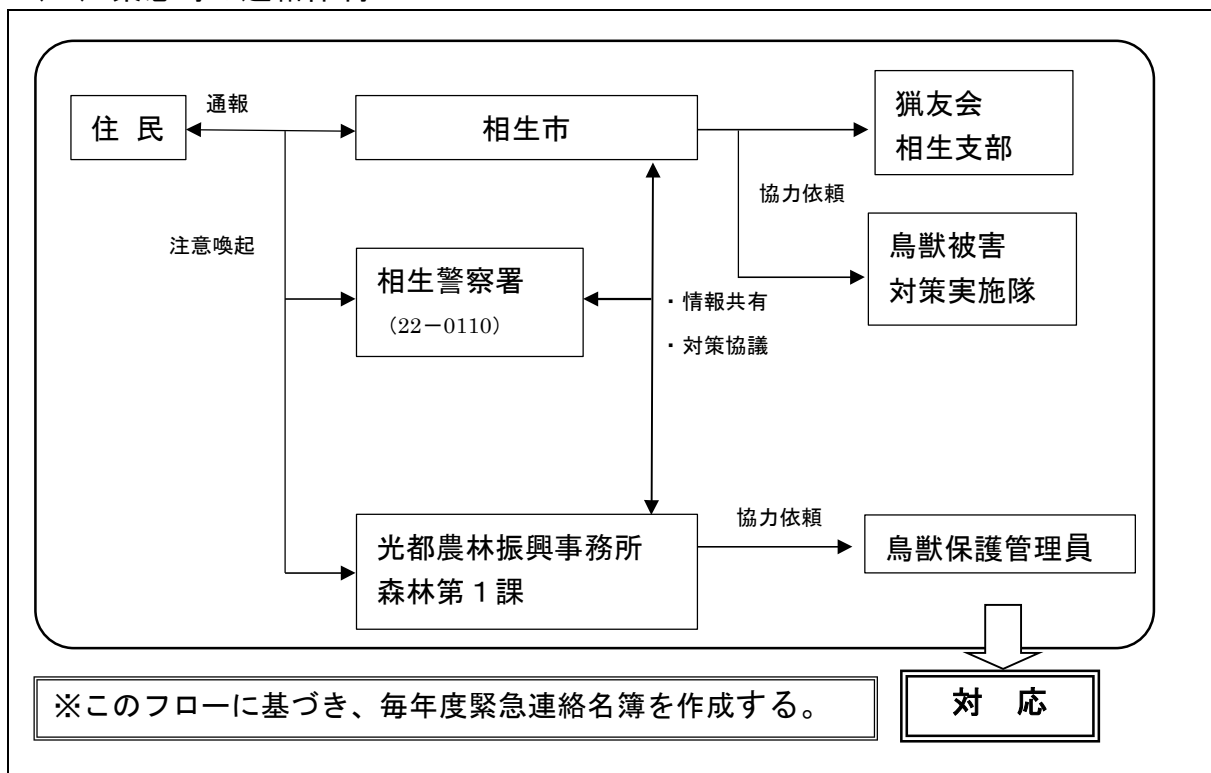 通報
住 民
相生市
猟友会
相生支部
協力依頼
注意喚起
相生警察署
(22-0110)
鳥獣被害
対策実施隊
・情報共有
・対策協議
光都農林振興事務所
森林第1課
協力依頼
鳥獣保護管理員
※このフローに基づき、毎年度緊急連絡名簿を作成する。
対 応